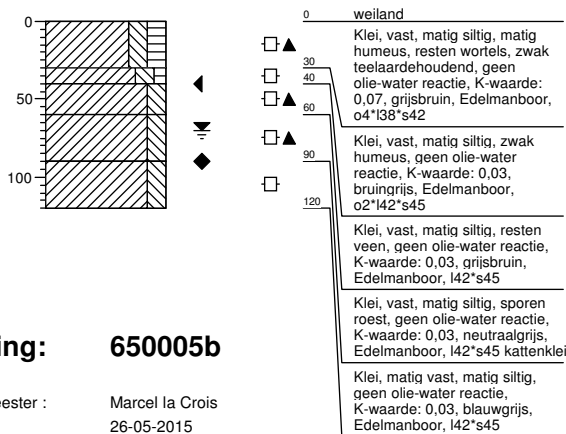 0
50
100
0 weiland
Klei, vast, matig siltig, matig
humeus, resten wortels, zwak
teelaardehoudend, geen
olie-water reactie, K-waarde:
0,07, grijsbruin, Edelmanboor,
o4*l38*s42
30
Klei, vast, matig siltig, zwak
humeus, geen olie-water
reactie, K-waarde: 0,03,
bruingrijs, Edelmanboor,
o2*l42*s45
40
Klei, vast, matig siltig, resten
veen, geen olie-water reactie,
K-waarde: 0,03, grijsbruin,
Edelmanboor, l42*s45
60
Klei, vast, matig siltig, sporen
roest, geen olie-water reactie,
K-waarde: 0,03, neutraalgrijs,
Edelmanboor, l42*s45 kattenklei
90
Klei, matig vast, matig siltig,
geen olie-water reactie,
K-waarde: 0,03, blauwgrijs,
Edelmanboor, l42*s45
120
ing: 650005b
eester : Marcel la Crois
26-05-2015